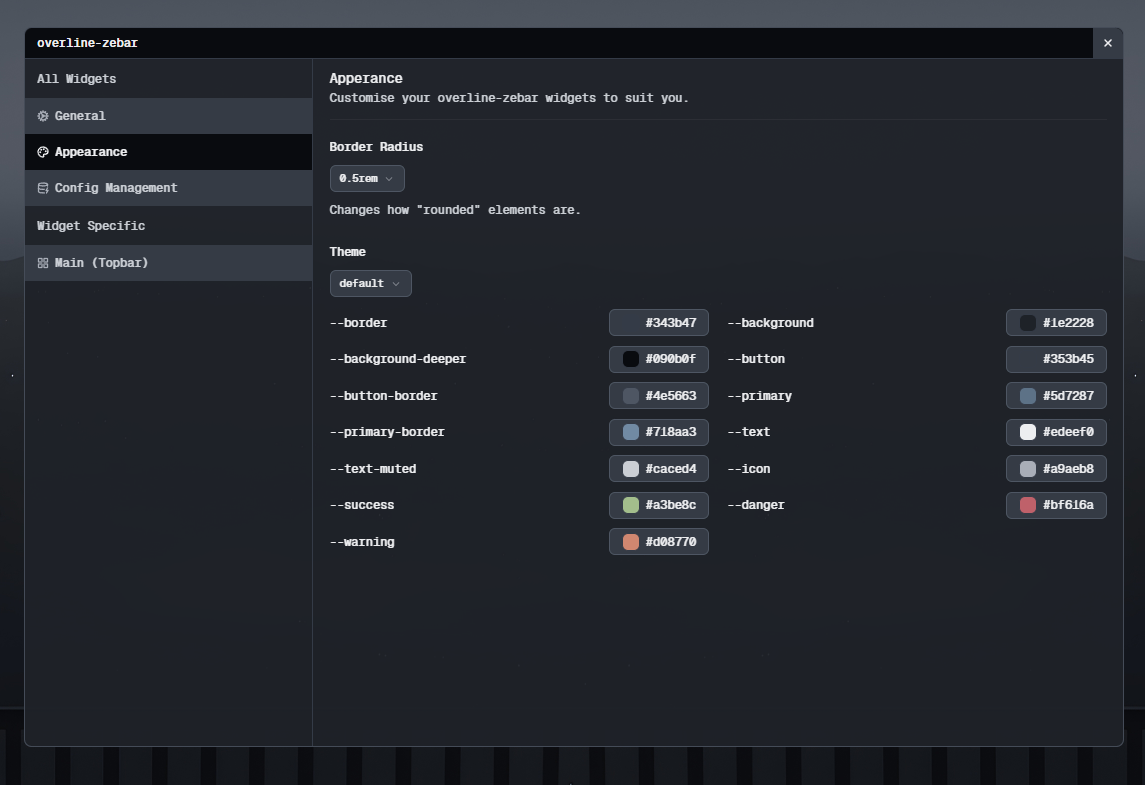 overline-zebar
All Widgets
General
Appearance
Config Management
Widget Specific
Main (Topbar)
Apperance
Customise your overline-zebar widgets to suit you.
Border Radius
0.5rem
Changes how "rounded" elements are.
Theme
default
--border #343b47 --background #1e2228
--background-deeper #090b0f --button #353b45
--button-border #4e5663 --primary #5d7287
--primary-border #718aa3 --text #edeef0
--text-muted #caced4 --icon #a9aeb8
--success #a3be8c --danger #bf616a
--warning #d08770